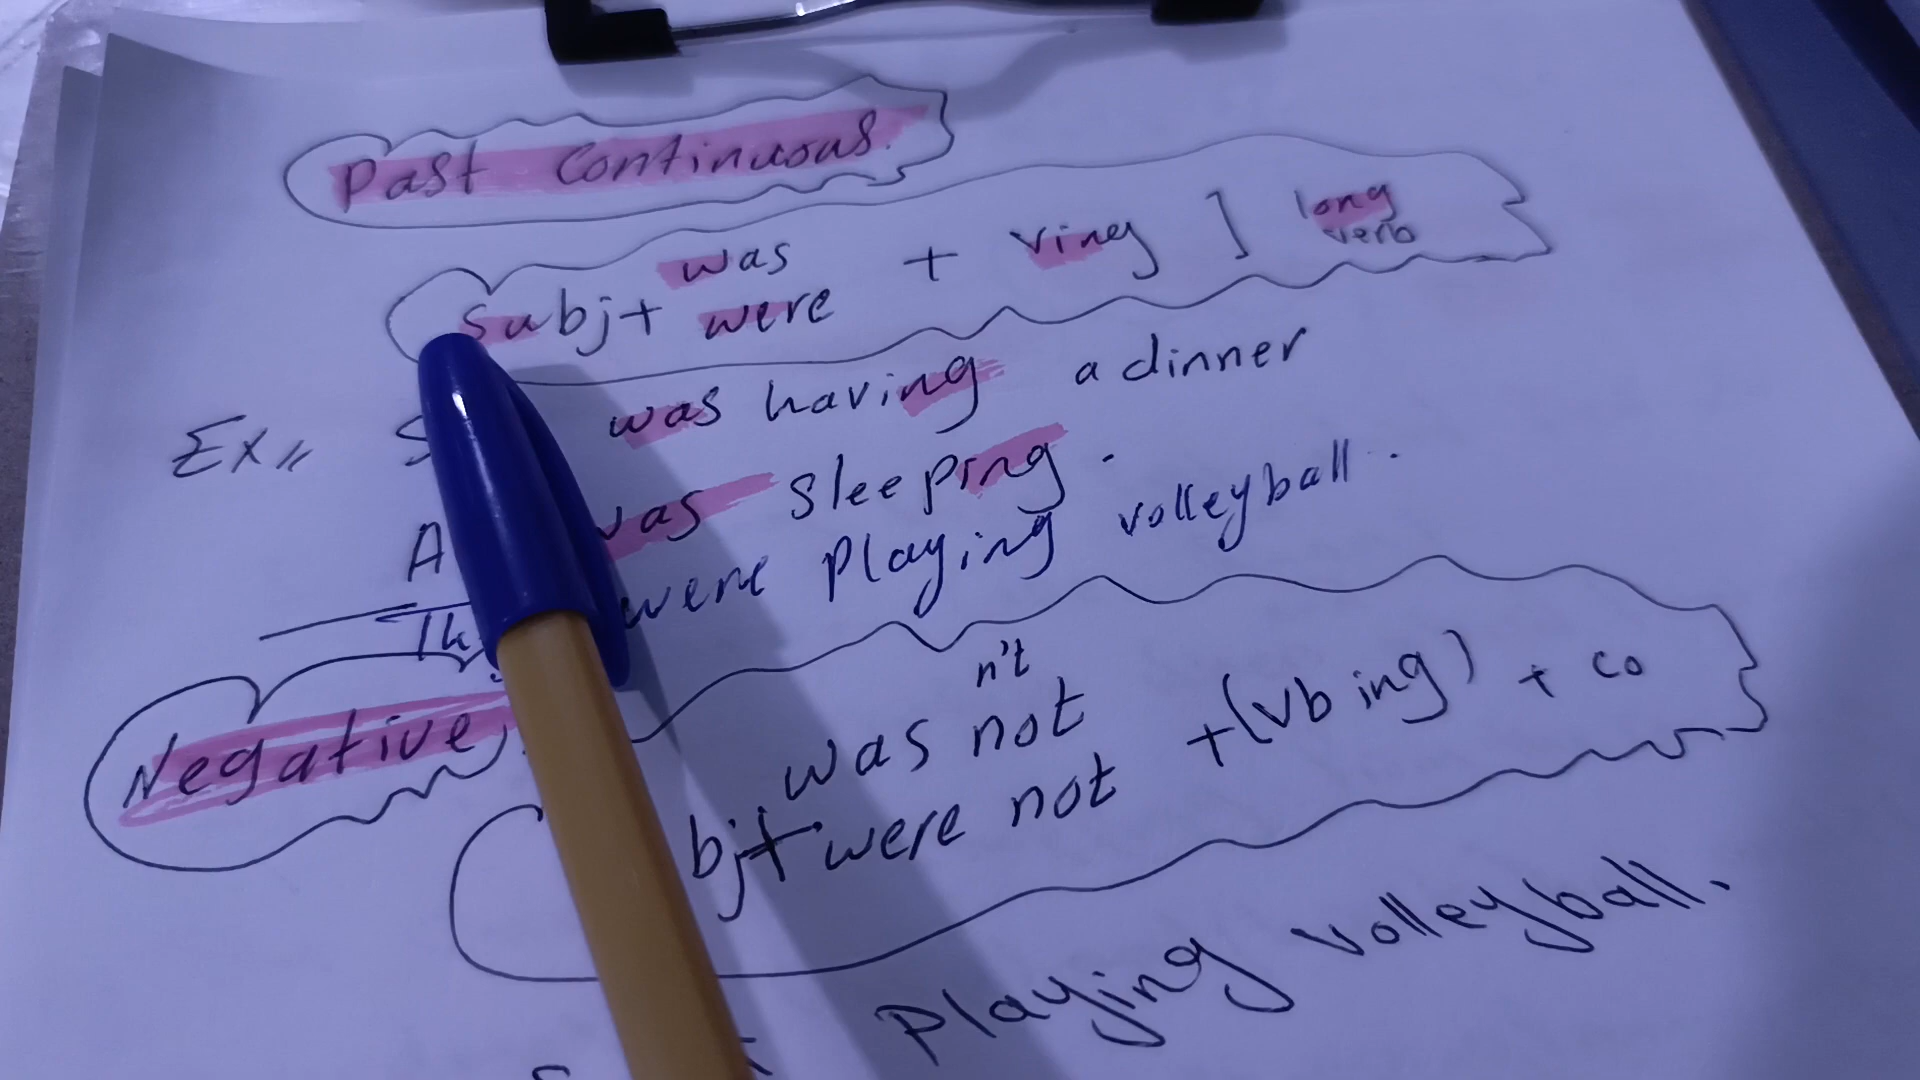 Past Continuous.
was
subj+ were + ving ] long verb
Ex,, was having a dinner
was sleeping.
were Playing volleyball..
Negative,
n't
was not
bj+ were not +(vb ing) + co
Playing volleyball.